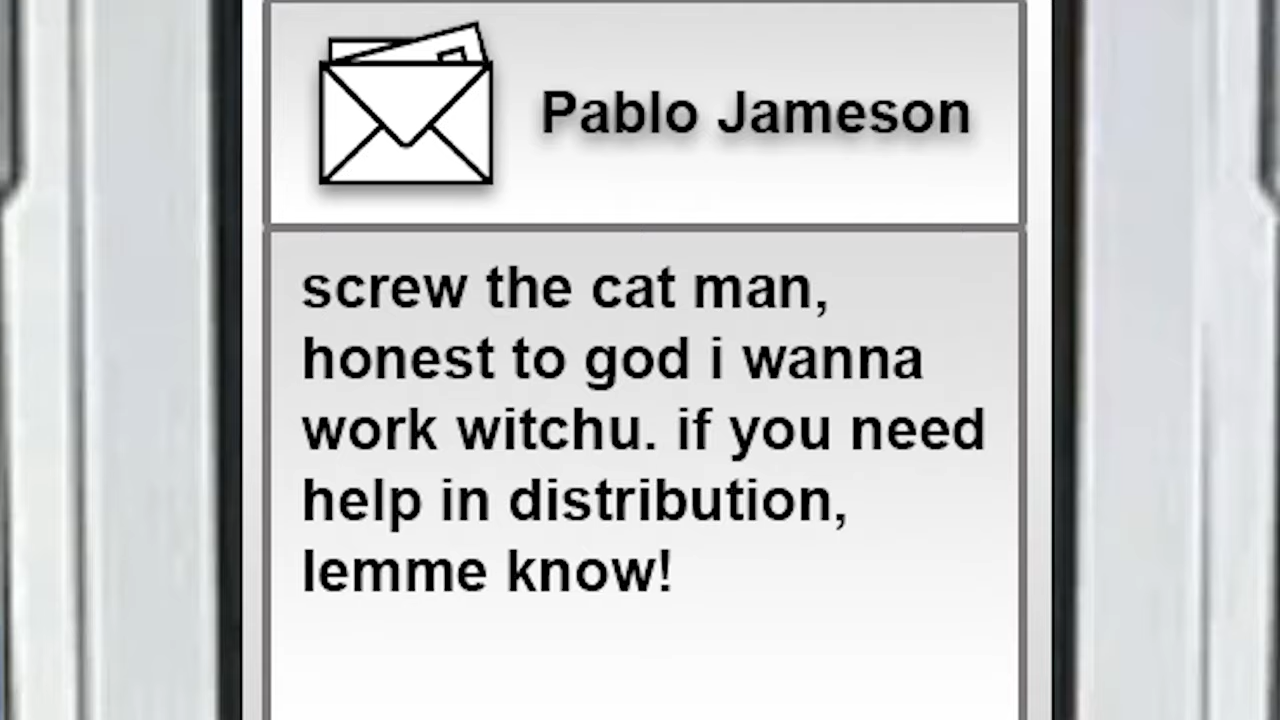 Pablo Jameson
screw the cat man,
honest to god i wanna
work witchu. if you need
help in distribution,
lemme know!